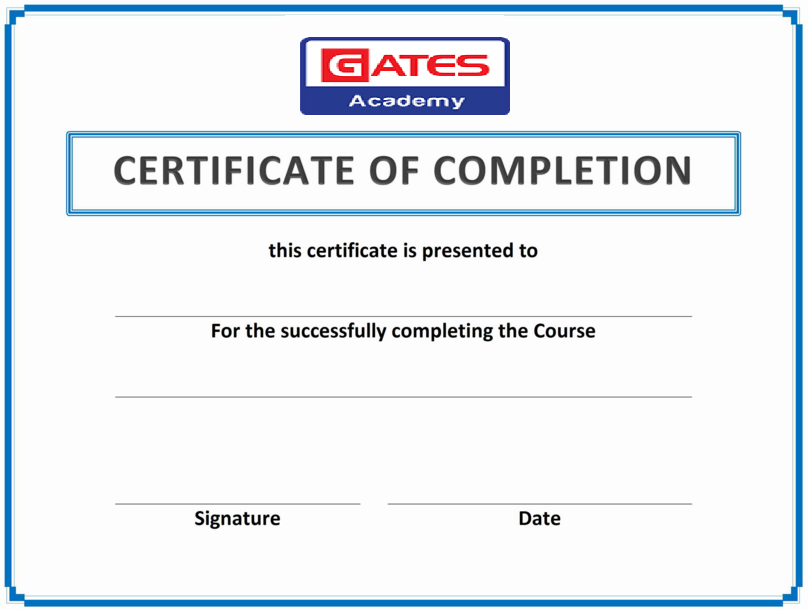 GATES
Academy
CERTIFICATE OF COMPLETION
this certificate is presented to
For the successfully completing the Course
Signature Date